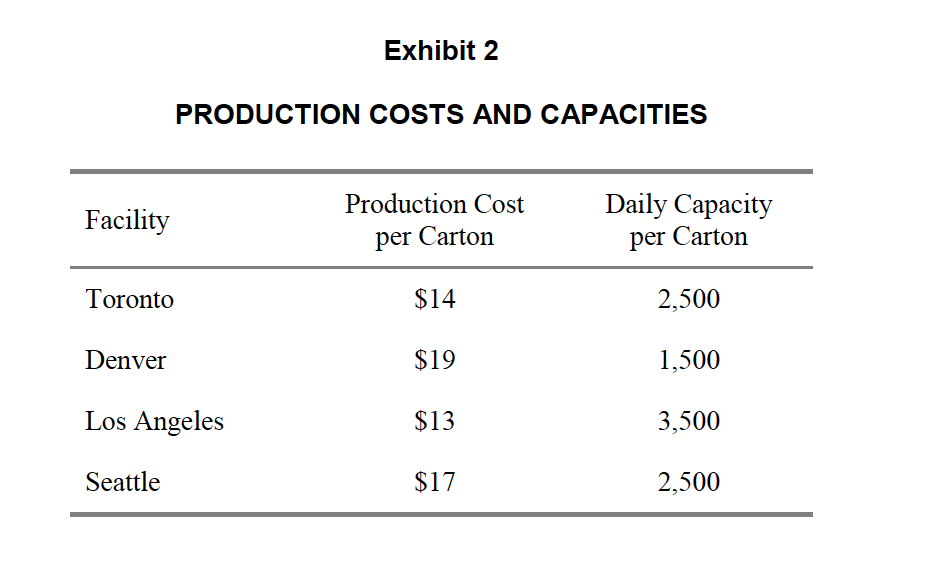 Exhibit 2
PRODUCTION COSTS AND CAPACITIES
Facility
Production Cost
per Carton
Daily Capacity
per Carton
Toronto $14 2,500
Denver $19 1,500
Los Angeles $13 3,500
Seattle $17 2,500